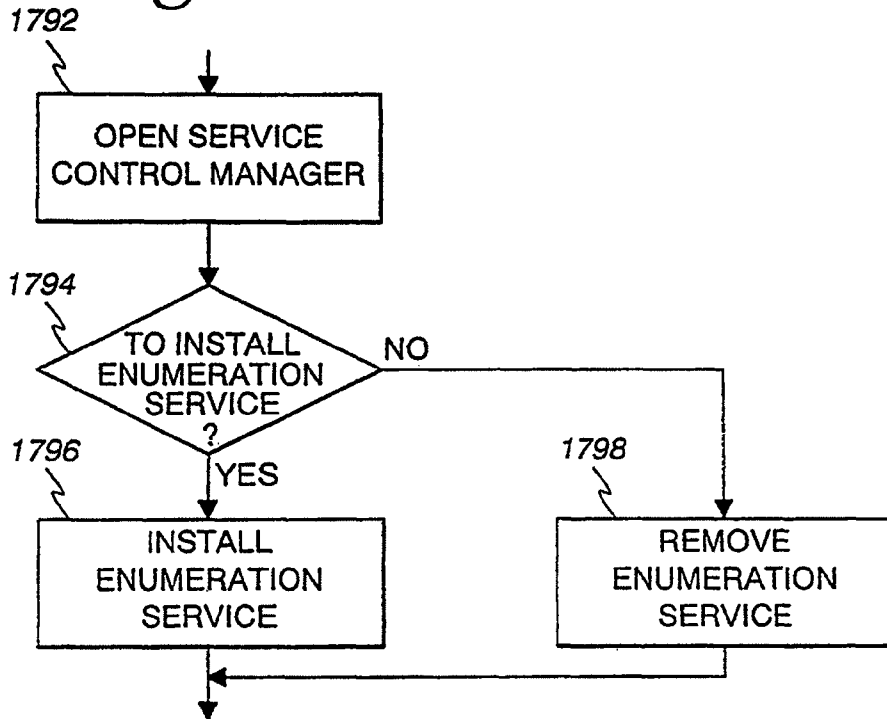 1792
OPEN SERVICE
CONTROL MANAGER
1794
TO INSTALL
ENUMERATION
SERVICE
?
NO
YES
1796
INSTALL
ENUMERATION
SERVICE
1798
REMOVE
ENUMERATION
SERVICE